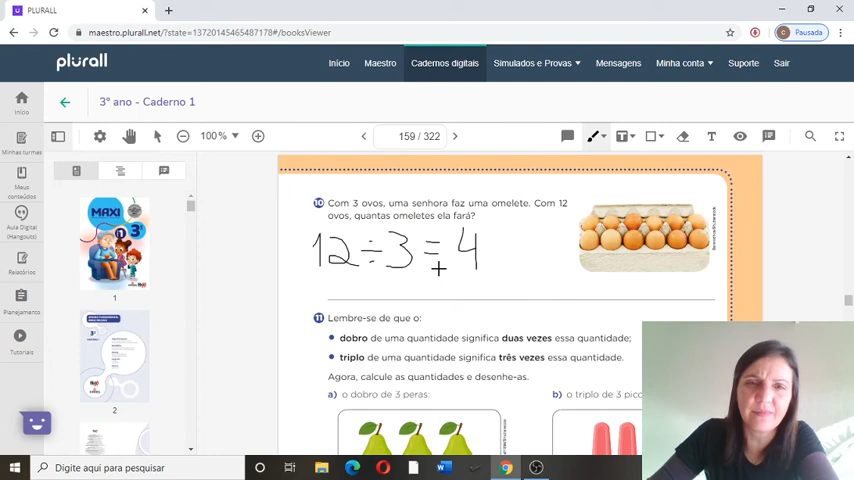 PLURALL
maestro.plurall.net/?state=13720145465487178#/booksViewer
C Pausada
plurall
Início Maestro Cadernos digitais Simulados e Provas Mensagens Minha conta Suporte Sair
Início
3º ano - Caderno 1
100% 159 / 322
Minhas turmas
Meus conteúdos
Aula Digital (Hangouts)
Relatórios
Planejamento
Tutoriais
MAXI
1 3º
1
2
10 Com 3 ovos, uma senhora faz uma omelete. Com 12
ovos, quantas omeletes ela fará?
12 ÷ 3 = 4
11 Lembre-se de que o:
• dobro de uma quantidade significa duas vezes essa quantidade;
• triplo de uma quantidade significa três vezes essa quantidade.
Agora, calcule as quantidades e desenhe-as.
a) o dobro de 3 peras:
b) o triplo de 3 pico
Digite aqui para pesquisar